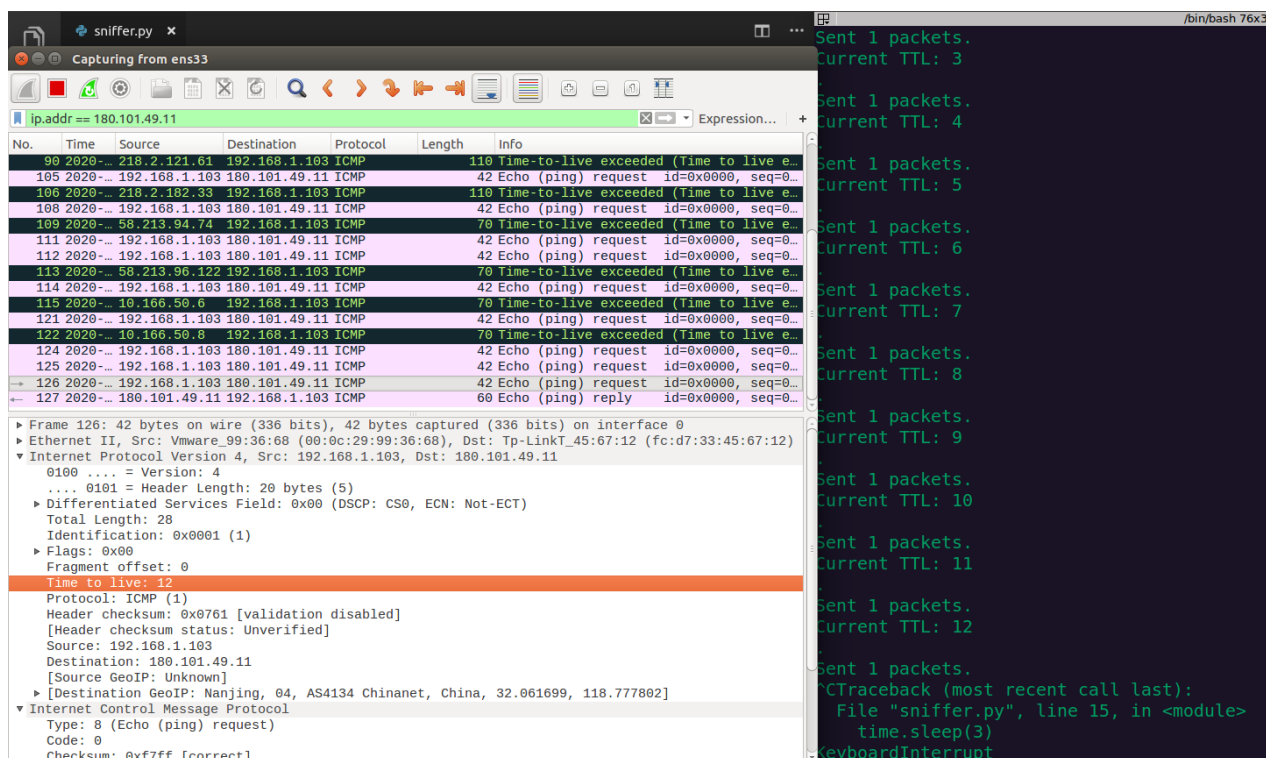 sniffer.py ×
Capturing from ens33
ip.addr == 180.101.49.11
Expression… +
No. Time Source Destination Protocol Length Info
90 2020-… 218.2.121.61 192.168.1.103 ICMP 110 Time-to-live exceeded (Time to live e…
105 2020-… 192.168.1.103 180.101.49.11 ICMP 42 Echo (ping) request id=0x0000, seq=0…
106 2020-… 218.2.182.33 192.168.1.103 ICMP 110 Time-to-live exceeded (Time to live e…
108 2020-… 192.168.1.103 180.101.49.11 ICMP 42 Echo (ping) request id=0x0000, seq=0…
109 2020-… 58.213.94.74 192.168.1.103 ICMP 70 Time-to-live exceeded (Time to live e…
111 2020-… 192.168.1.103 180.101.49.11 ICMP 42 Echo (ping) request id=0x0000, seq=0…
112 2020-… 192.168.1.103 180.101.49.11 ICMP 42 Echo (ping) request id=0x0000, seq=0…
113 2020-… 58.213.96.122 192.168.1.103 ICMP 70 Time-to-live exceeded (Time to live e…
114 2020-… 192.168.1.103 180.101.49.11 ICMP 42 Echo (ping) request id=0x0000, seq=0…
115 2020-… 10.166.50.6 192.168.1.103 ICMP 70 Time-to-live exceeded (Time to live e…
121 2020-… 192.168.1.103 180.101.49.11 ICMP 42 Echo (ping) request id=0x0000, seq=0…
122 2020-… 10.166.50.8 192.168.1.103 ICMP 70 Time-to-live exceeded (Time to live e…
124 2020-… 192.168.1.103 180.101.49.11 ICMP 42 Echo (ping) request id=0x0000, seq=0…
125 2020-… 192.168.1.103 180.101.49.11 ICMP 42 Echo (ping) request id=0x0000, seq=0…
126 2020-… 192.168.1.103 180.101.49.11 ICMP 42 Echo (ping) request id=0x0000, seq=0…
127 2020-… 180.101.49.11 192.168.1.103 ICMP 60 Echo (ping) reply id=0x0000, seq=0…
Frame 126: 42 bytes on wire (336 bits), 42 bytes captured (336 bits) on interface 0
Ethernet II, Src: Vmware_99:36:68 (00:0c:29:99:36:68), Dst: Tp-LinkT_45:67:12 (fc:d7:33:45:67:12)
Internet Protocol Version 4, Src: 192.168.1.103, Dst: 180.101.49.11
0100 .... = Version: 4
.... 0101 = Header Length: 20 bytes (5)
Differentiated Services Field: 0x00 (DSCP: CS0, ECN: Not-ECT)
Total Length: 28
Identification: 0x0001 (1)
Flags: 0x00
Fragment offset: 0
Time to live: 12
Protocol: ICMP (1)
Header checksum: 0x0761 [validation disabled]
[Header checksum status: Unverified]
Source: 192.168.1.103
Destination: 180.101.49.11
[Source GeoIP: Unknown]
[Destination GeoIP: Nanjing, 04, AS4134 Chinanet, China, 32.061699, 118.777802]
Internet Control Message Protocol
Type: 8 (Echo (ping) request)
Code: 0
Checksum: 0xf7ff [correct]
/bin/bash 76x3
Sent 1 packets.
Current TTL: 3
.
Sent 1 packets.
Current TTL: 4
.
Sent 1 packets.
Current TTL: 5
.
Sent 1 packets.
Current TTL: 6
.
Sent 1 packets.
Current TTL: 7
.
Sent 1 packets.
Current TTL: 8
.
Sent 1 packets.
Current TTL: 9
.
Sent 1 packets.
Current TTL: 10
.
Sent 1 packets.
Current TTL: 11
.
Sent 1 packets.
Current TTL: 12
.
Sent 1 packets.
^CTraceback (most recent call last):
File "sniffer.py", line 15, in <module>
time.sleep(3)
KeyboardInterrupt